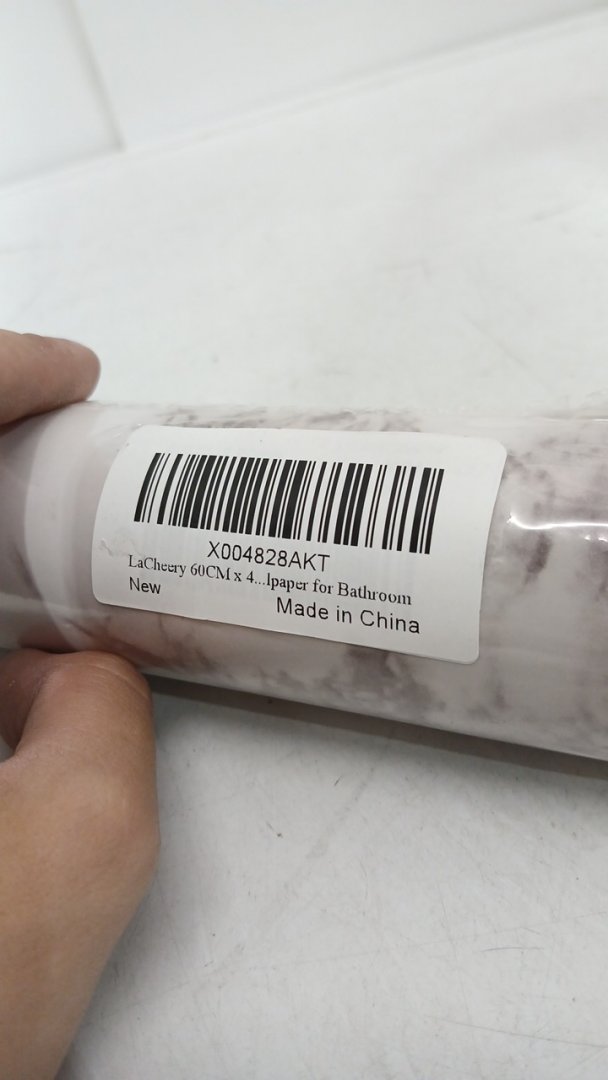 X004828AKT
LaCheery 60CM x 4...lpaper for Bathroom
New
Made in China